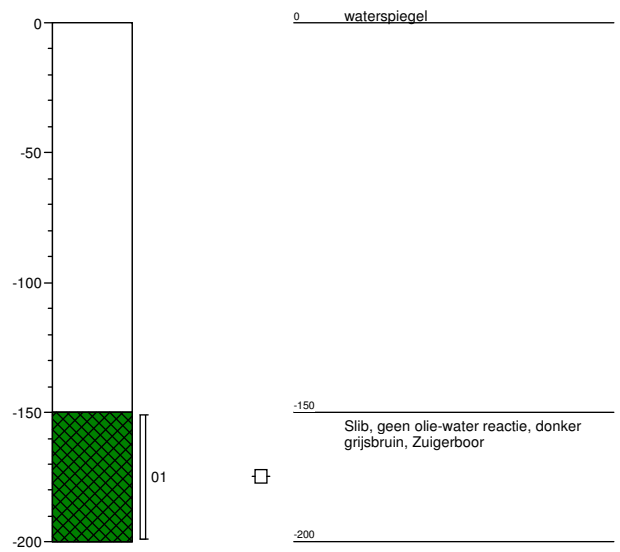 0
-50
-100
-150
-200
01
0 waterspiegel
-150
Slib, geen olie-water reactie, donker
grijsbruin, Zuigerboor
-200